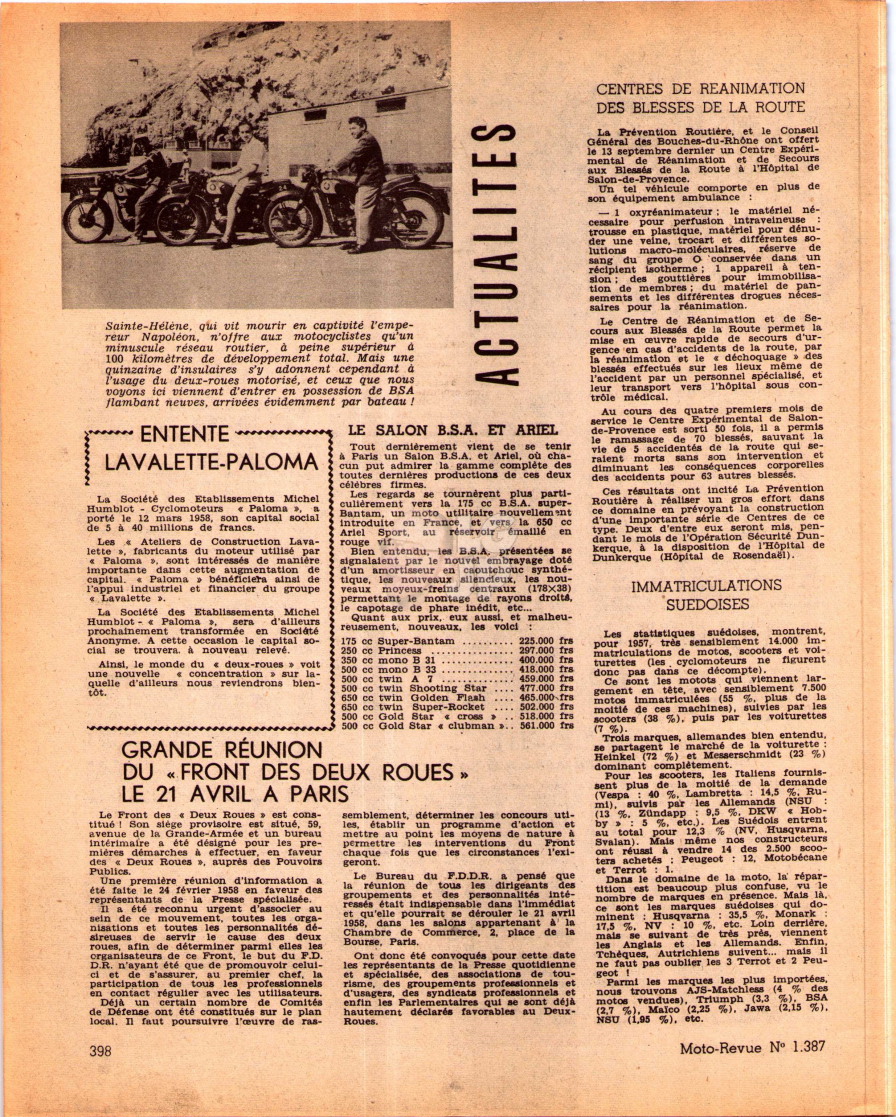 ACTUALITES
Sainte-Hélène, qui vit mourir en captivité l'empe-
reur Napoléon, n'offre aux motocyclistes qu'un
minuscule réseau routier, à peine supérieur à
100 kilomètres de développement total. Mais une
quinzaine d'insulaires s'y adonnent cependant à
l'usage du deux-roues motorisé, et ceux que nous
voyons ici viennent d'entrer en possession de BSA
flambant neuves, arrivées évidemment par bateau !
ENTENTE
LAVALETTE-PALOMA
La Société des Etablissements Michel
Humblot - Cyclomoteurs « Paloma », a
porté le 12 mars 1958, son capital social
de 5 à 40 millions de francs.
Les « Ateliers de Construction Lava-
lette », fabricants du moteur utilisé par
« Paloma », sont intéressés de manière
importante dans cette augmentation de
capital. « Paloma » bénéficiera ainsi de
l'appui industriel et financier du groupe
« Lavalette ».
La Société des Etablissements Michel
Humblot - « Paloma », sera d'ailleurs
prochainement transformée en Société
Anonyme. A cette occasion le capital so-
cial se trouvera à nouveau relevé.
Ainsi, le monde du « deux-roues » voit
une nouvelle « concentration » sur la-
quelle d'ailleurs nous reviendrons bien-
tôt.
LE SALON B.S.A. ET ARIEL
Tout dernièrement vient de se tenir
à Paris un Salon B.S.A. et Ariel, où cha-
cun put admirer la gamme complète des
toutes dernières productions de ces deux
célèbres firmes.
Les regards se tournèrent plus parti-
culièrement vers la 175 cc B.S.A. super-
Bantam, un moto utilitaire nouvellement
introduite en France, et vers la 650 cc
Ariel Sport, au réservoir émaillé en
rouge vif.
Bien entendu, les B.S.A. présentées se
signalaient par le nouvel embrayage doté
d'un amortisseur en caoutchouc synthé-
tique, les nouveaux silencieux, les nou-
veaux moyeux-freins centraux (178×38)
permettant le montage de rayons droits,
le capotage de phare inédit, etc...
Quant aux prix, eux aussi, et malheu-
reusement, nouveaux, les voici :
175 cc Super-Bantam .......... 225.000 frs
250 cc Princess ............... 297.000 frs
350 cc mono B 31 ............. 400.000 frs
500 cc mono B 33 ............. 418.000 frs
500 cc twin A 7 .............. 459.000 frs
500 cc twin Shooting Star .... 477.000 frs
650 cc twin Golden Flash .... 465.000 frs
650 cc twin Super-Rocket .... 502.000 frs
500 cc Gold Star « cross » .. 518.000 frs
500 cc Gold Star « clubman ».. 561.000 frs
GRANDE RÉUNION
DU « FRONT DES DEUX ROUES »
LE 21 AVRIL A PARIS
Le Front des « Deux Roues » est cons-
titué ! Son siège provisoire est situé, 59,
avenue de la Grande-Armée et un bureau
intérimaire a été désigné pour les pre-
mières démarches à effectuer, en faveur
des « Deux Roues », auprès des Pouvoirs
Publics.
Une première réunion d'information a
été faite le 24 février 1958 en faveur des
représentants de la Presse spécialisée.
Il a été reconnu urgent d'associer au
sein de ce mouvement, toutes les orga-
nisations et toutes les personnalités dé-
sireuses de servir le cause des deux
roues, afin de déterminer parmi elles les
organisateurs de ce Front, le but du F.D.
D.R. n'ayant été que de promouvoir celui-
ci et de s'assurer, au premier chef, la
participation de tous les professionnels
en contact régulier avec les utilisateurs.
Déjà un certain nombre de Comités
de Défense ont été constitués sur le plan
local. Il faut poursuivre l'œuvre de ras-
semblement, déterminer les concours uti-
les, établir un programme d'action et
mettre au point les moyens de nature à
permettre les interventions du Front
chaque fois que les circonstances l'exi-
geront.
Le Bureau du F.D.D.R. a pensé que
la réunion de tous les dirigeants des
groupements et des personnalités inté-
ressés était indispensable dans l'immédiat
et qu'elle pourrait se dérouler le 21 avril
1958, dans les salons appartenant à la
Chambre de Commerce, 2, place de la
Bourse, Paris.
Ont donc été convoqués pour cette date
les représentants de la Presse quotidienne
et spécialisée, des associations de tou-
risme, des groupements professionnels et
d'usagers, des syndicats professionnels et
enfin les Parlementaires qui se sont déjà
hautement déclarés favorables au Deux-
Roues.
CENTRES DE REANIMATION
DES BLESSES DE LA ROUTE
La Prévention Routière, et le Conseil
Général des Bouches-du-Rhône ont offert
le 13 septembre dernier un Centre Expéri-
mental de Réanimation et de Secours
aux Blessés de la Route à l'Hôpital de
Salon-de-Provence.
Un tel véhicule comporte en plus de
son équipement ambulance :
— 1 oxyréanimateur ; le matériel né-
cessaire pour perfusion intraveineuse :
trousse en plastique, matériel pour dénu-
der une veine, trocart et différentes so-
lutions macro-moléculaires, réserve de
sang du groupe O conservée dans un
récipient isotherme ; 1 appareil à ten-
sion ; des gouttières pour immobilisa-
tion de membres ; du matériel de pan-
sements et les différentes drogues néces-
saires pour la réanimation.
Le Centre de Réanimation et de Se-
cours aux Blessés de la Route permet la
mise en œuvre rapide de secours d'ur-
gence en cas d'accidents de la route, par
la réanimation et le « déchoquage » des
blessés effectués sur les lieux même de
l'accident par un personnel spécialisé, et
leur transport vers l'hôpital sous con-
trôle médical.
Au cours des quatre premiers mois de
service le Centre Expérimental de Salon-
de-Provence est sorti 50 fois, il a permis
le ramassage de 70 blessés, sauvant la
vie de 5 accidentés de la route qui se-
raient morts sans son intervention et
diminuant les conséquences corporelles
des accidents pour 63 autres blessés.
Ces résultats ont incité La Prévention
Routière à réaliser un gros effort dans
ce domaine en prévoyant la construction
d'une importante série de Centres de ce
type. Deux d'entre eux seront mis, pen-
dant le mois de l'Opération Sécurité Dun-
kerque, à la disposition de l'Hôpital de
Dunkerque (Hôpital de Rosendaël).
IMMATRICULATIONS
SUEDOISES
Les statistiques suédoises, montrent,
pour 1957, très sensiblement 14.000 im-
matriculations de motos, scooters et voi-
turettes (les cyclomoteurs ne figurent
donc pas dans ce décompte).
Ce sont les motos qui viennent lar-
gement en tête, avec sensiblement 7.500
motos immatriculées (55 %, plus de la
moitié de ces machines), suivies par les
scooters (38 %), puis par les voiturettes
(7 %).
Trois marques, allemandes bien entendu,
se partagent le marché de la voiturette :
Heinkel (72 %) et Messerschmidt (23 %)
dominant complètement.
Pour les scooters, les Italiens fournis-
sent plus de la moitié de la demande
(Vespa : 40 %, Lambretta : 14,5 %, Ru-
mi), suivis par les Allemands (NSU :
(13 %, Zündapp : 9,5 %, DKW « Hob-
by » : 5 %, etc.). Les Suédois entrent
au total pour 12,3 % (NV, Husqvarna,
Svalan). Mais même nos constructeurs
ont réussi à vendre là des 2.500 scoo-
ters achetés ; Peugeot : 12, Motobécane
et Terrot : 1.
Dans le domaine de la moto, la répar-
tition est beaucoup plus confuse, vu le
nombre de marques en présence. Mais là,
ce sont les marques suédoises qui do-
minent : Husqvarna : 35,5 %, Monark :
17,5 %, NV : 10 %, etc. Loin derrière,
mais se suivant de très près, viennent
les Anglais et les Allemands. Enfin,
Tchèques, Autrichiens suivent... mais il
ne faut pas oublier les 3 Terrot et 2 Peu-
geot !
Parmi les marques les plus importées,
nous trouvons AJS-Matchless (4 % des
motos vendues), Triumph (3,3 %), BSA
(2,7 %), Maïco (2,25 %), Jawa (2,15 %),
NSU (1,95 %), etc.
398
Moto-Revue Nº 1.387